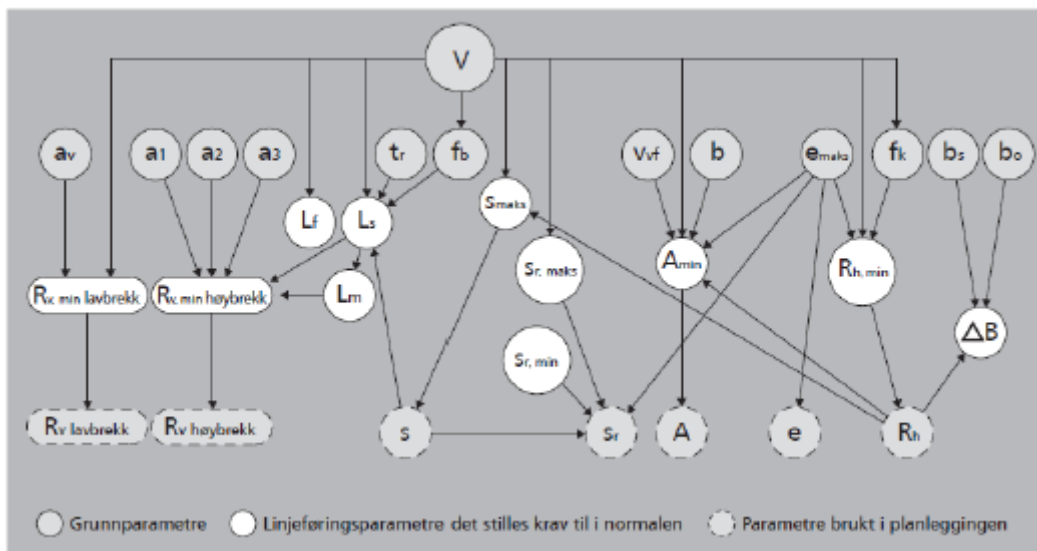 V
av
a1
a2
a3
tr
fb
vvf
b
emaks
fk
bs
bo
Lf
Ls
smaks
Amin
sr, maks
Rh, min
Rv, min lavbrekk
Rv, min høybrekk
Lm
ΔB
sr, min
Rv lavbrekk
Rv høybrekk
s
sr
A
e
Rh
Grunnparametre
Linjeføringsparametre det stilles krav til i normalen
Parametre brukt i planleggingen